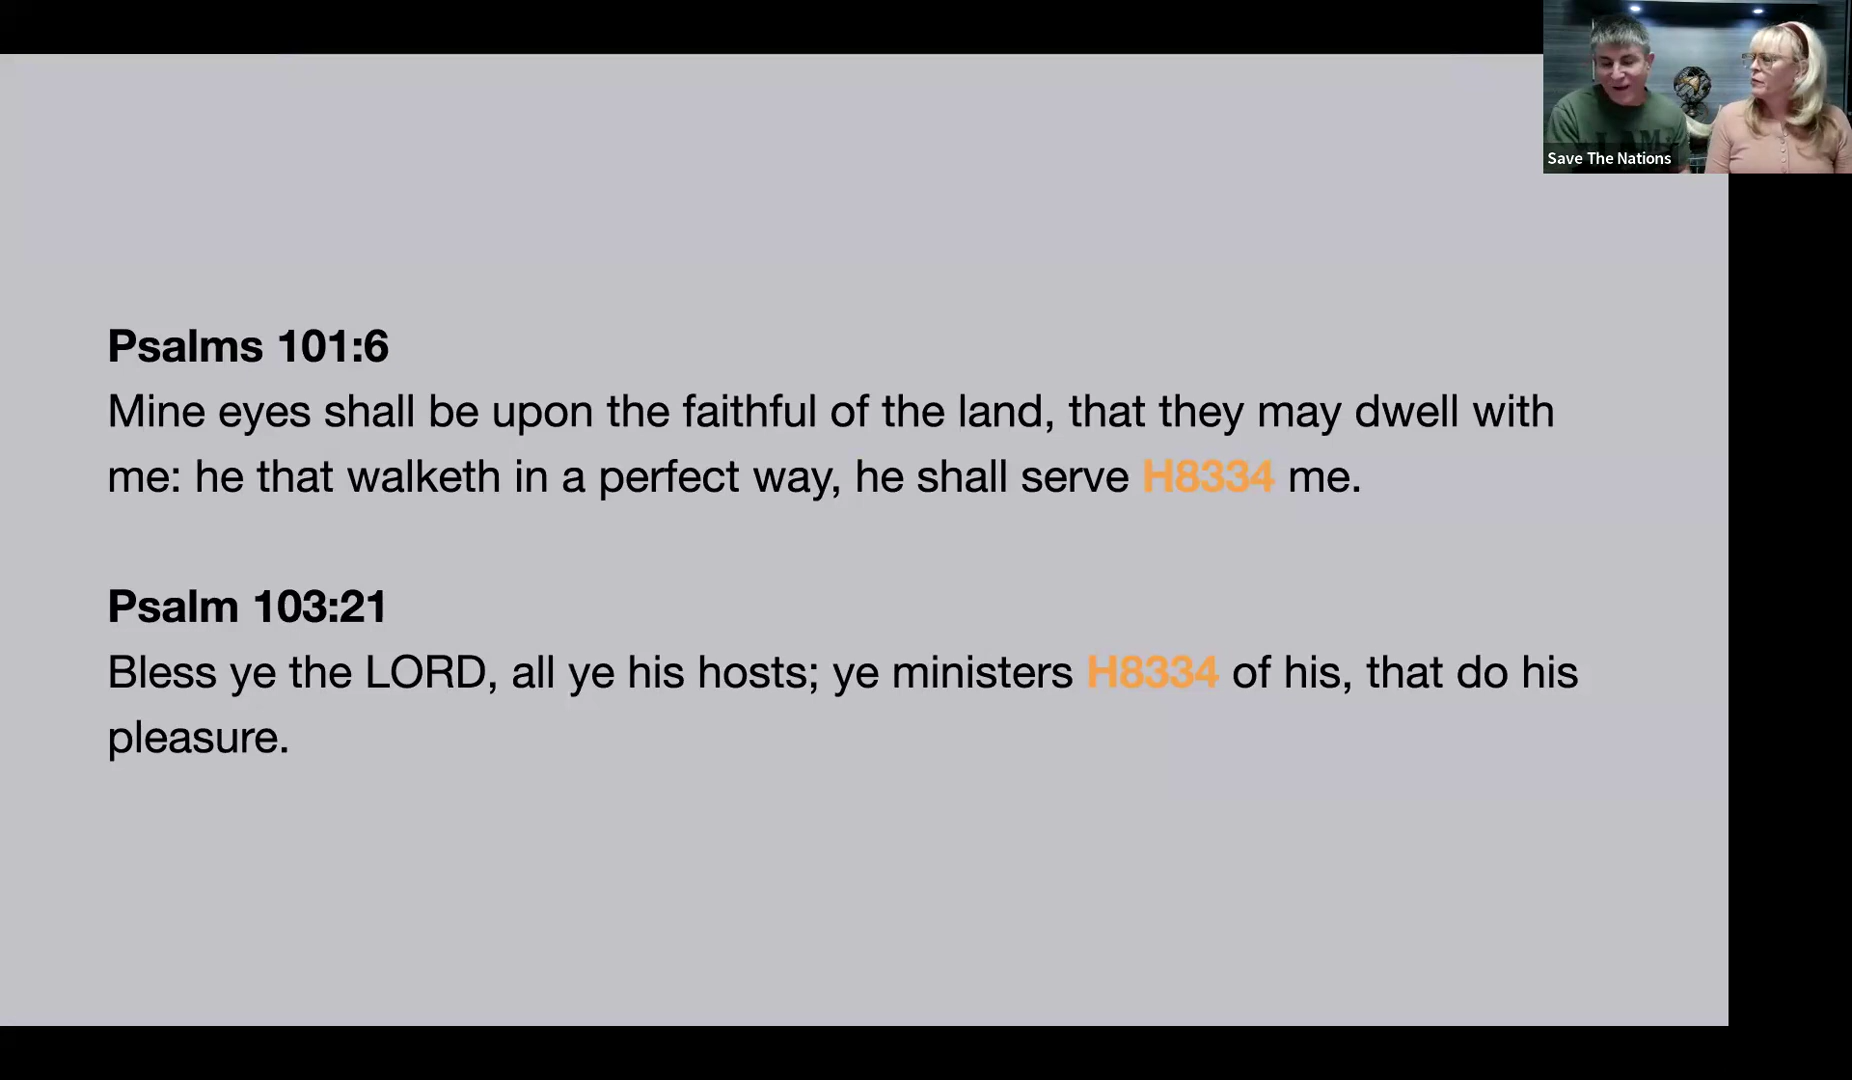 Save The Nations
Psalms 101:6
Mine eyes shall be upon the faithful of the land, that they may dwell with
me: he that walketh in a perfect way, he shall serve H8334 me.
Psalm 103:21
Bless ye the LORD, all ye his hosts; ye ministers H8334 of his, that do his
pleasure.